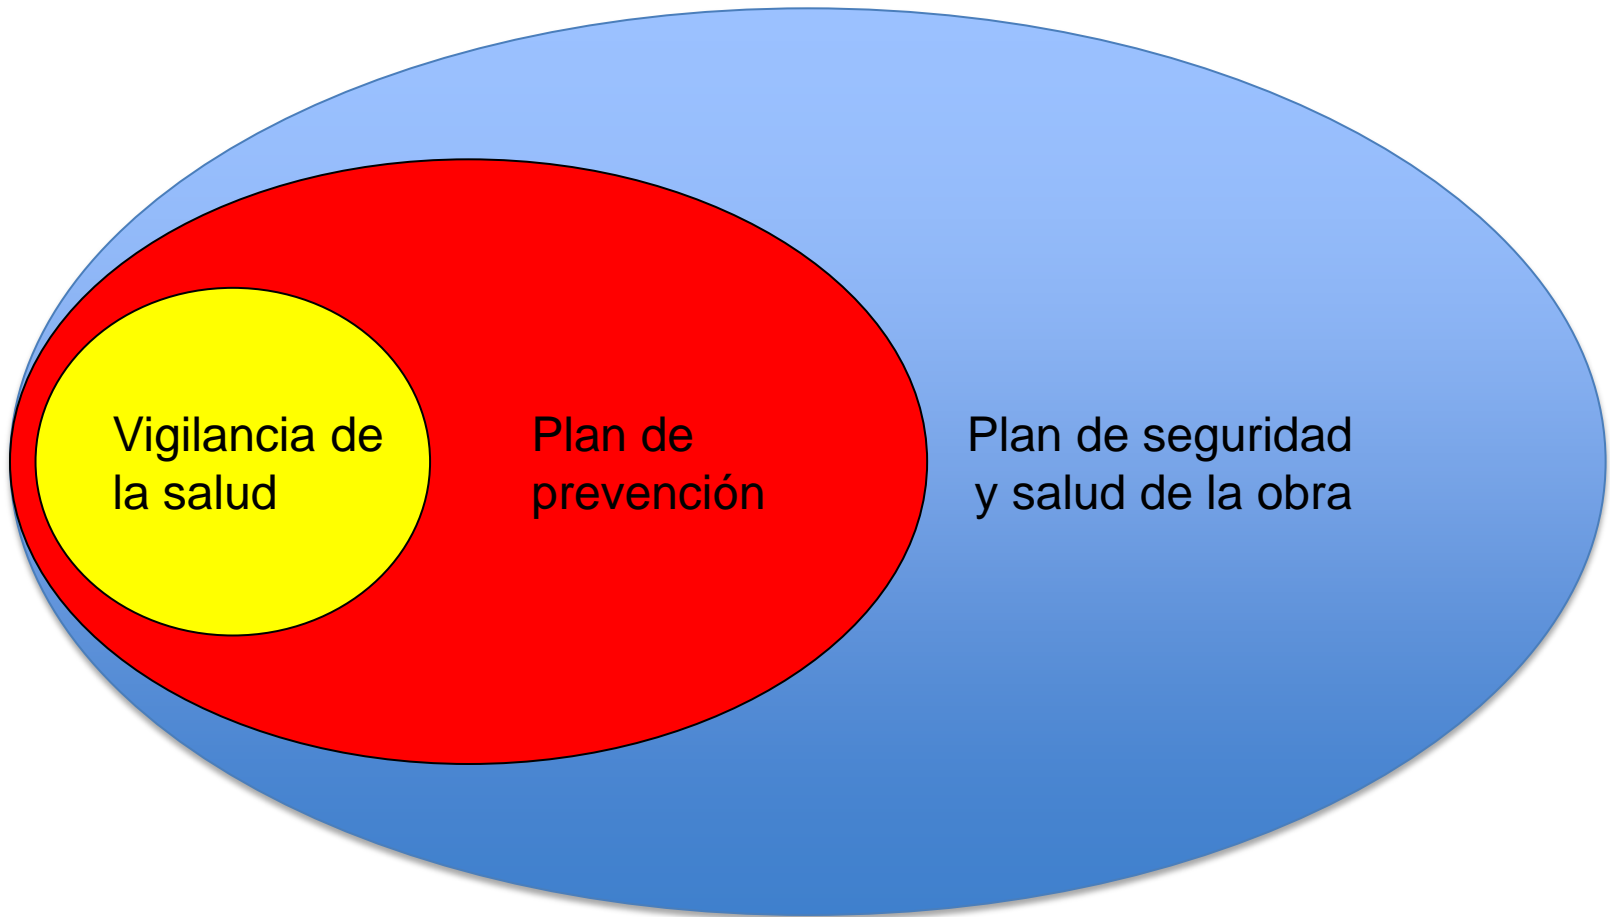 Vigilancia de
la salud
Plan de
prevención
Plan de seguridad
y salud de la obra